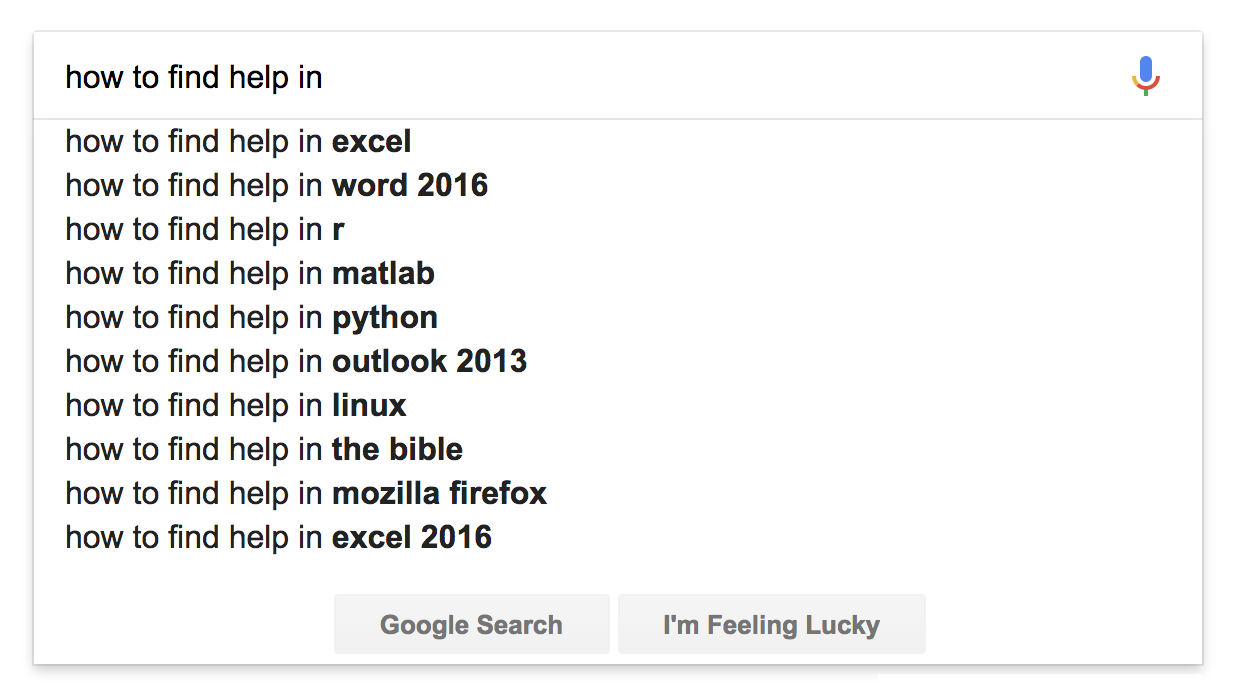 how to find help in
how to find help in excel
how to find help in word 2016
how to find help in r
how to find help in matlab
how to find help in python
how to find help in outlook 2013
how to find help in linux
how to find help in the bible
how to find help in mozilla firefox
how to find help in excel 2016
Google Search I'm Feeling Lucky